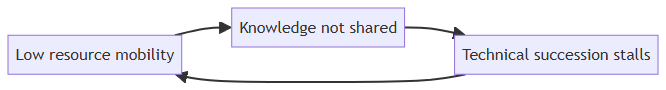 Knowledge not shared
Low resource mobility
Technical succession stalls